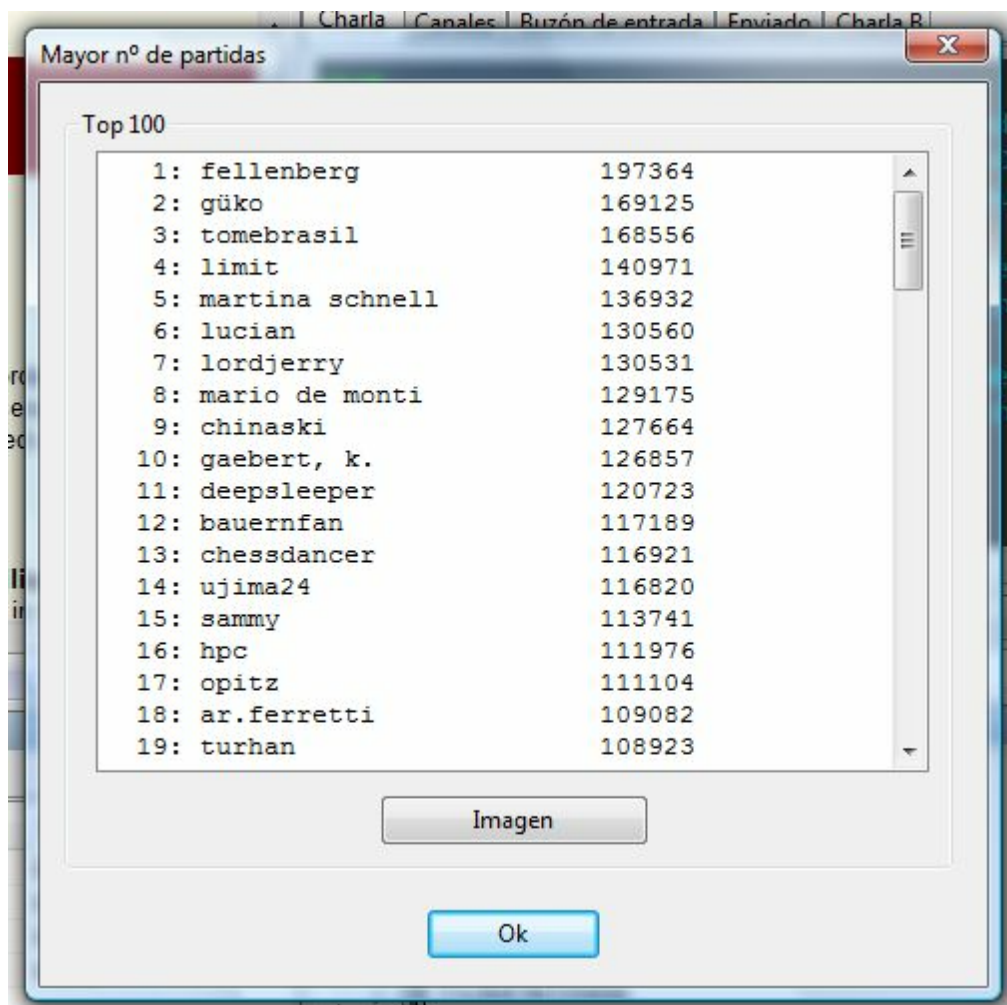 Charla Canales Buzón de entrada Enviado Charla B
Mayor nº de partidas
Top 100
1: fellenberg 197364
2: güko 169125
3: tomebrasil 168556
4: limit 140971
5: martina schnell 136932
6: lucian 130560
7: lordjerry 130531
8: mario de monti 129175
9: chinaski 127664
10: gaebert, k. 126857
11: deepsleeper 120723
12: bauernfan 117189
13: chessdancer 116921
14: ujima24 116820
15: sammy 113741
16: hpc 111976
17: opitz 111104
18: ar.ferretti 109082
19: turhan 108923
Imagen
Ok